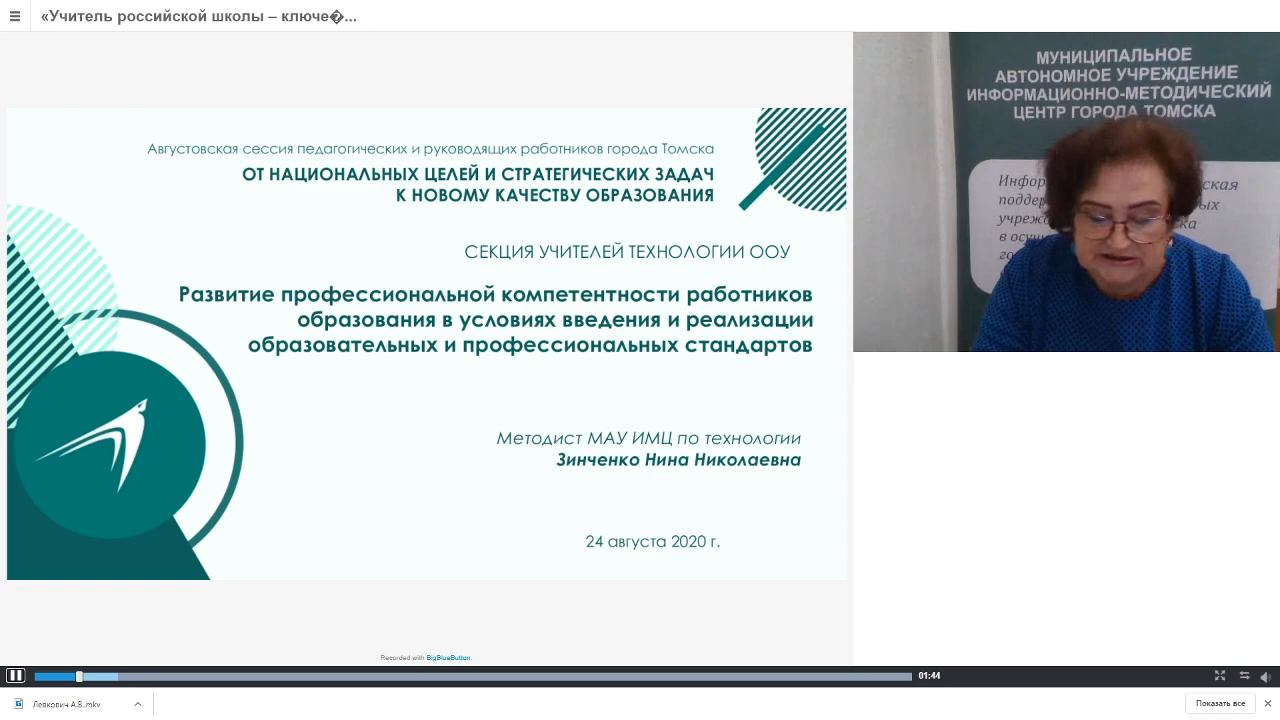 «Учитель российской школы – ключе�...
МУНИЦИПАЛЬНОЕ
АВТОНОМНОЕ УЧРЕЖДЕНИЕ
ИНФОРМАЦИОННО-МЕТОДИЧЕСКИЙ
ЦЕНТР ГОРОДА ТОМСКА
Августовская сессия педагогических и руководящих работников города Томска
ОТ НАЦИОНАЛЬНЫХ ЦЕЛЕЙ И СТРАТЕГИЧЕСКИХ ЗАДАЧ
К НОВОМУ КАЧЕСТВУ ОБРАЗОВАНИЯ
СЕКЦИЯ УЧИТЕЛЕЙ ТЕХНОЛОГИИ ООУ
Развитие профессиональной компетентности работников
образования в условиях введения и реализации
образовательных и профессиональных стандартов
Методист МАУ ИМЦ по технологии
Зинченко Нина Николаевна
24 августа 2020 г.
Recorded with BigBlueButton.
01:44
Левкович А.В..mkv
Показать все